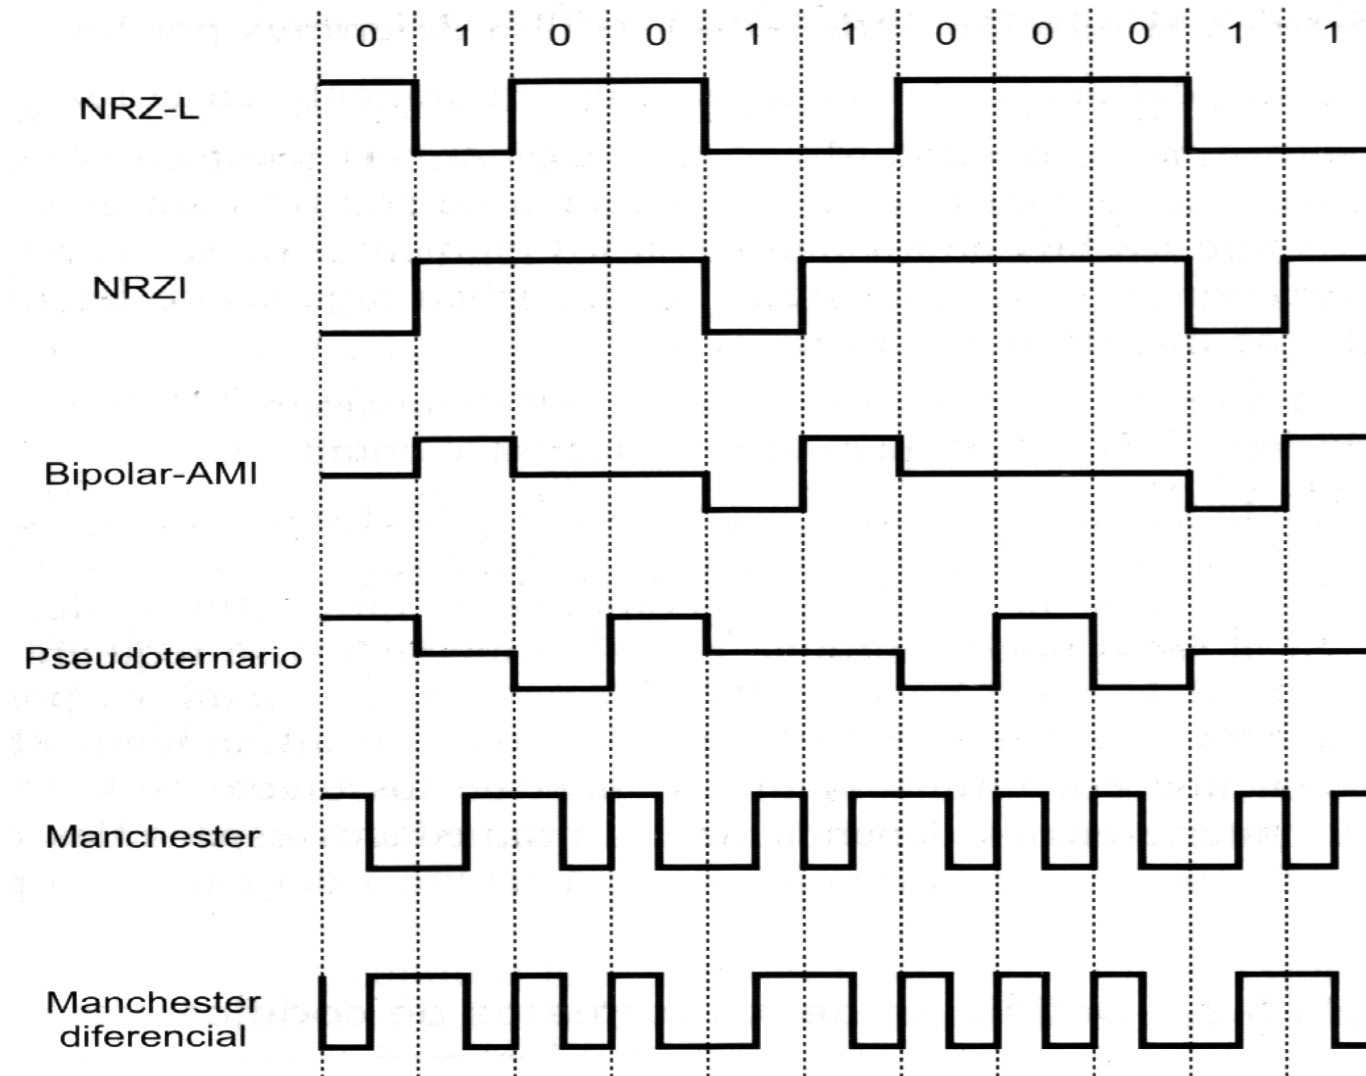 0 1 0 0 1 1 0 0 0 1 1
NRZ-L
NRZI
Bipolar-AMI
Pseudoternario
Manchester
Manchester
diferencial